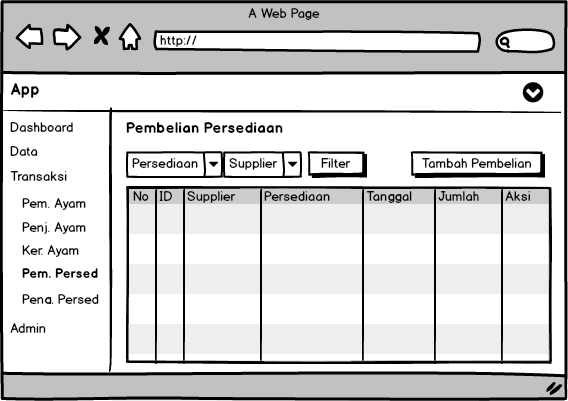 A Web Page
http://
App
Dashboard
Data
Transaksi
Pem. Ayam
Penj. Ayam
Ker. Ayam
Pem. Persed
Pena. Persed
Admin
Pembelian Persediaan
Persediaan Supplier Filter Tambah Pembelian
No ID Supplier Persediaan Tanggal Jumlah Aksi